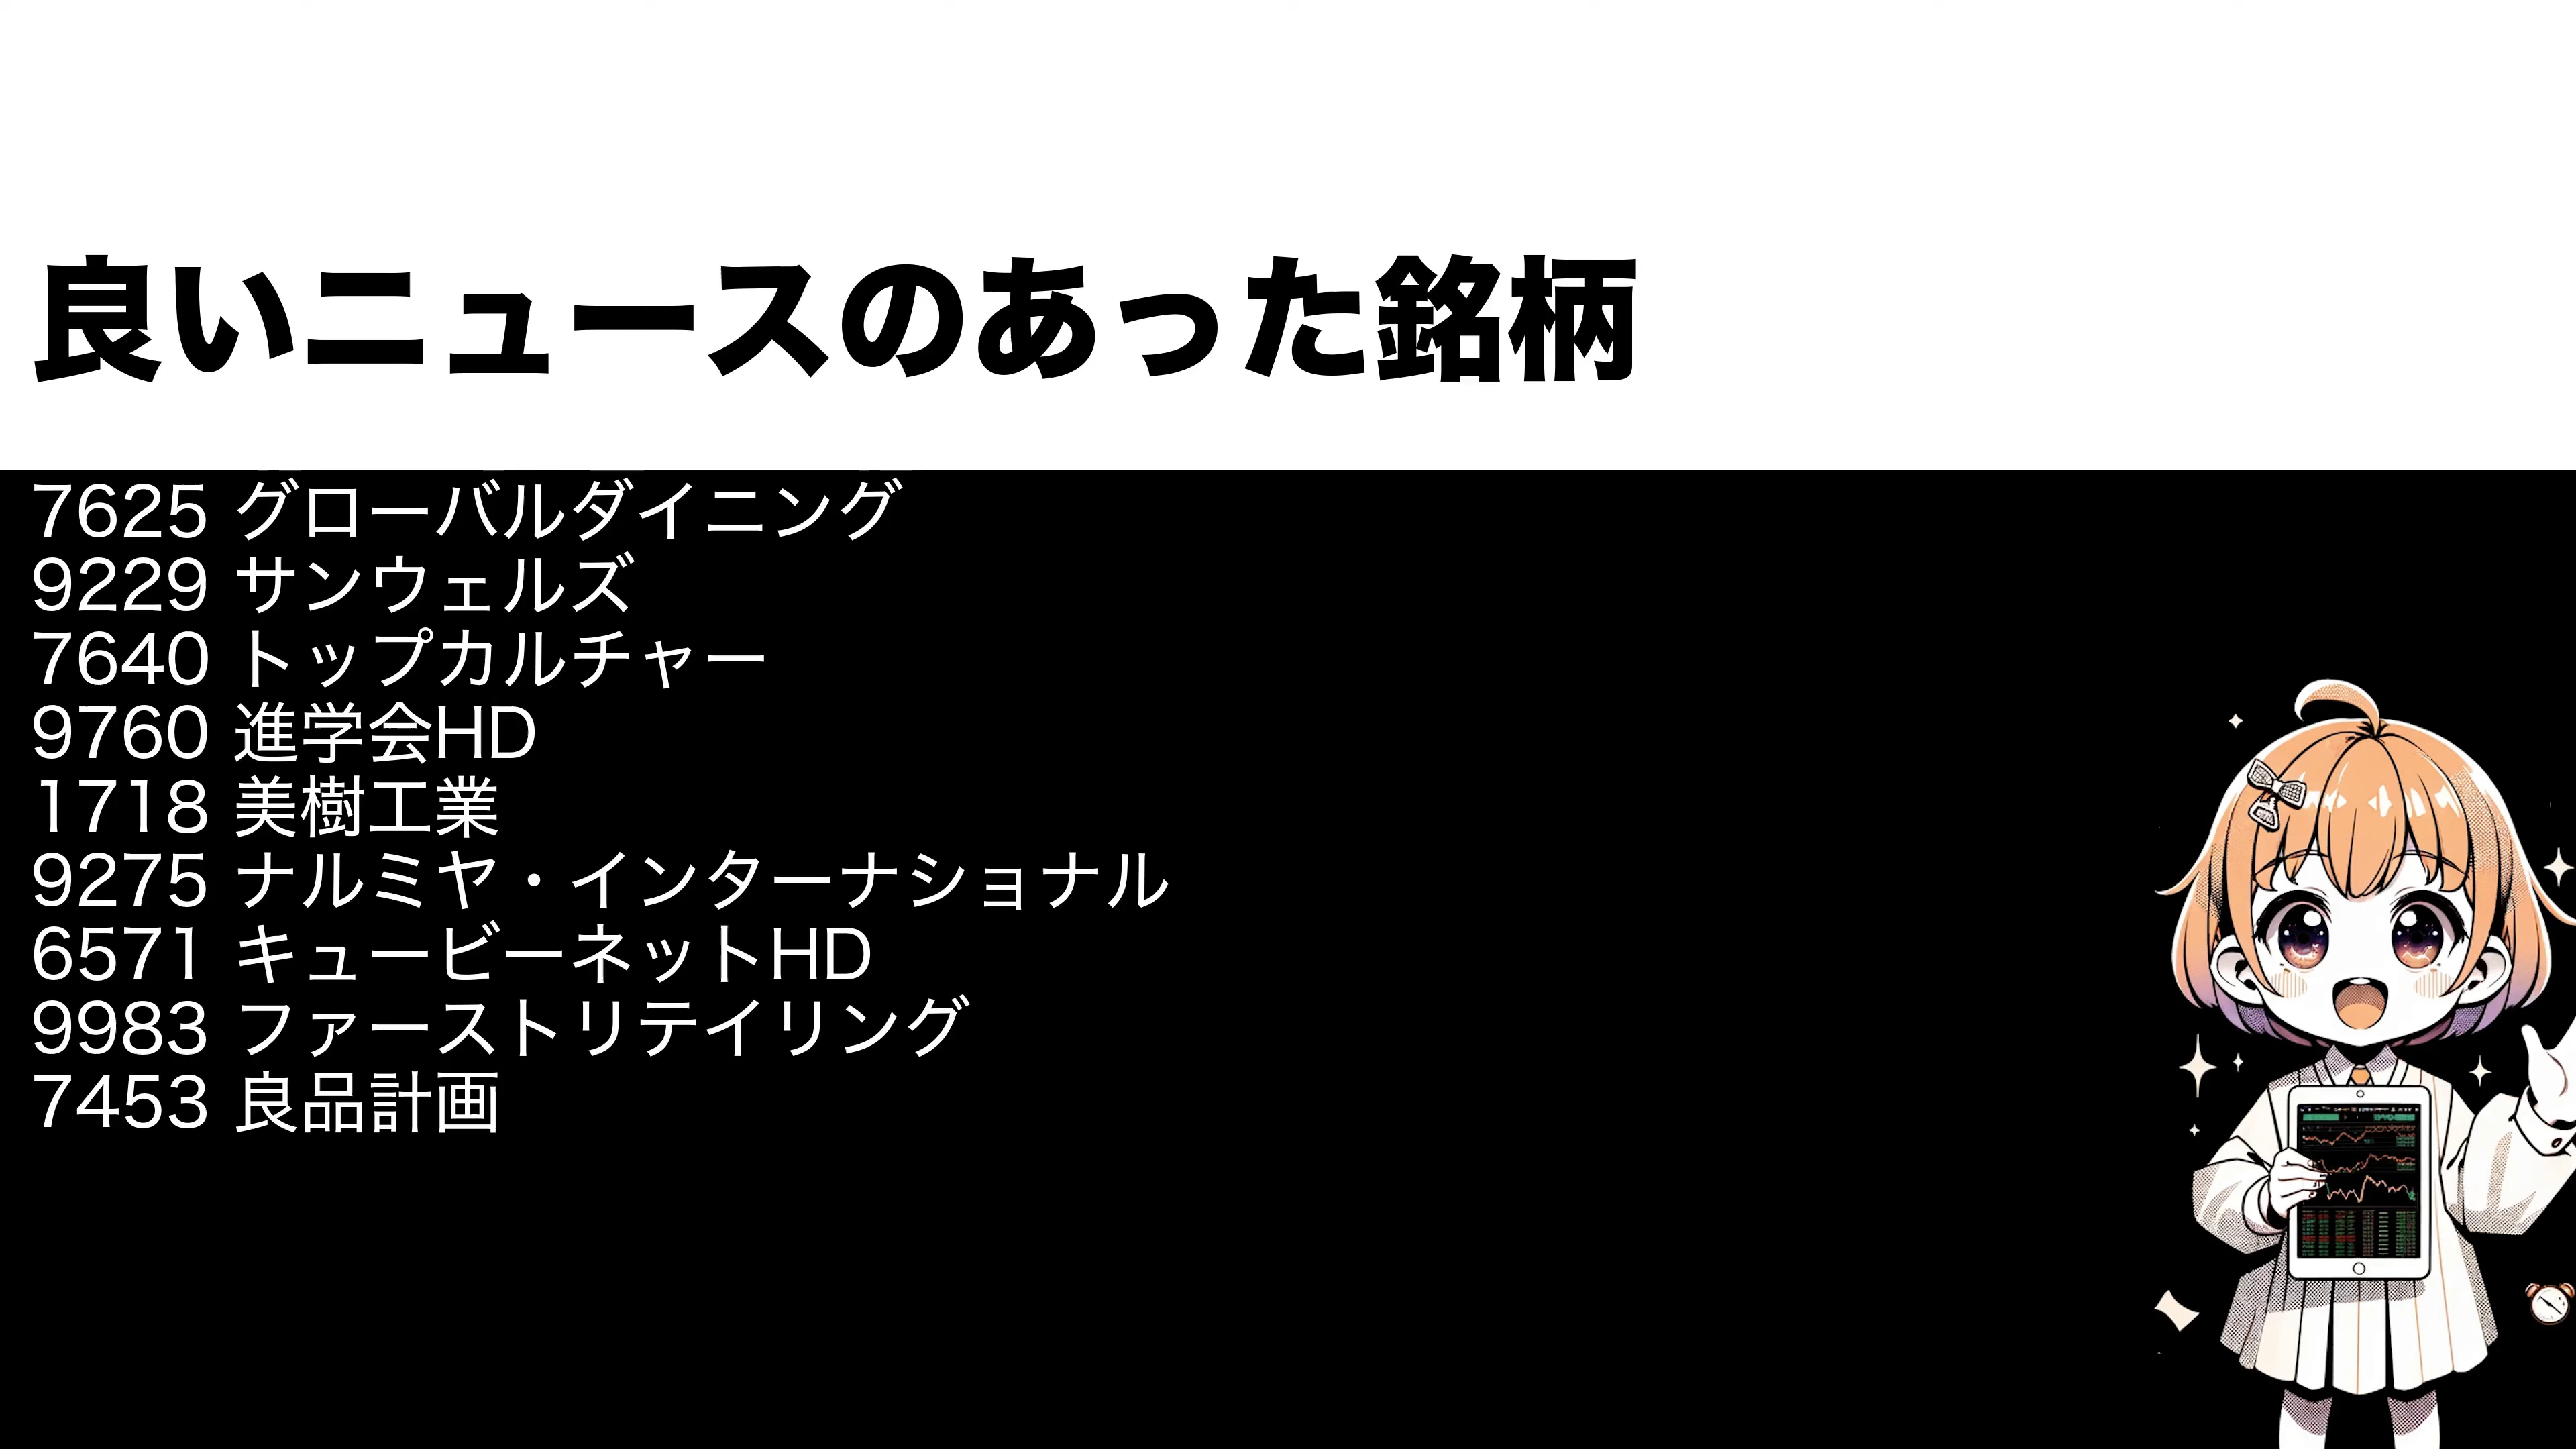 良いニュースのあった銘柄
7625 グローバルダイニング
9229 サンウェルズ
7640 トップカルチャー
9760 進学会HD
1718 美樹工業
9275 ナルミヤ・インターナショナル
6571 キュービーネットHD
9983 ファーストリテイリング
7453 良品計画